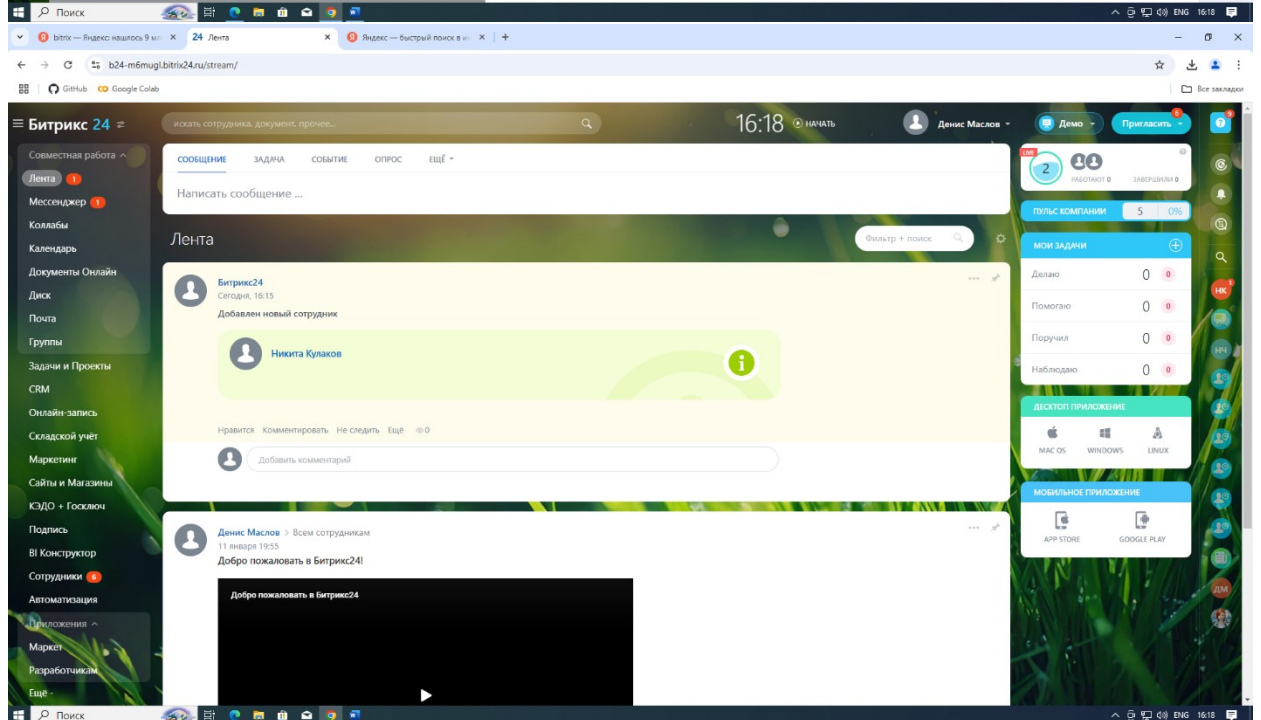 Поиск
ENG 16:18
bitrix — Яндекс: нашлось 9 мл
24 Лента
Яндекс — быстрый поиск в и
b24-m6mugl.bitrix24.ru/stream/
GitHub
Google Colab
Все закладки
Битрикс 24
искать сотрудника, документ, прочее...
16:18 НАЧАТЬ
Денис Маслов
Демо
Пригласить
6
9
Совместная работа
Лента 1
Мессенджер 1
Коллабы
Календарь
Документы Онлайн
Диск
Почта
Группы
Задачи и Проекты
CRM
Онлайн-запись
Складской учёт
Маркетинг
Сайты и Магазины
КЭДО + Госключ
Подпись
BI Конструктор
Сотрудники 6
Автоматизация
Приложения
Маркет
Разработчикам
Ещё -
СООБЩЕНИЕ ЗАДАЧА СОБЫТИЕ ОПРОС ЕЩЁ
Написать сообщение ...
Лента
Фильтр + поиск
Битрикс24
Сегодня, 16:15
Добавлен новый сотрудник
Никита Кулаков
Нравится Комментировать Не следить Ещё 0
Добавить комментарий
Денис Маслов > Всем сотрудникам
11 января 19:55
Добро пожаловать в Битрикс24!
Добро пожаловать в Битрикс24
LIVE
2
РАБОТАЮТ 0 ЗАВЕРШИЛИ 0
ПУЛЬС КОМПАНИИ 5 0%
МОИ ЗАДАЧИ
Делаю 0 0
Помогаю 0 0
Поручил 0 0
Наблюдаю 0 0
ДЕСКТОП ПРИЛОЖЕНИЕ
MAC OS WINDOWS LINUX
МОБИЛЬНОЕ ПРИЛОЖЕНИЕ
APP STORE GOOGLE PLAY
НК
НЧ
ДМ
Поиск
ENG 16:18